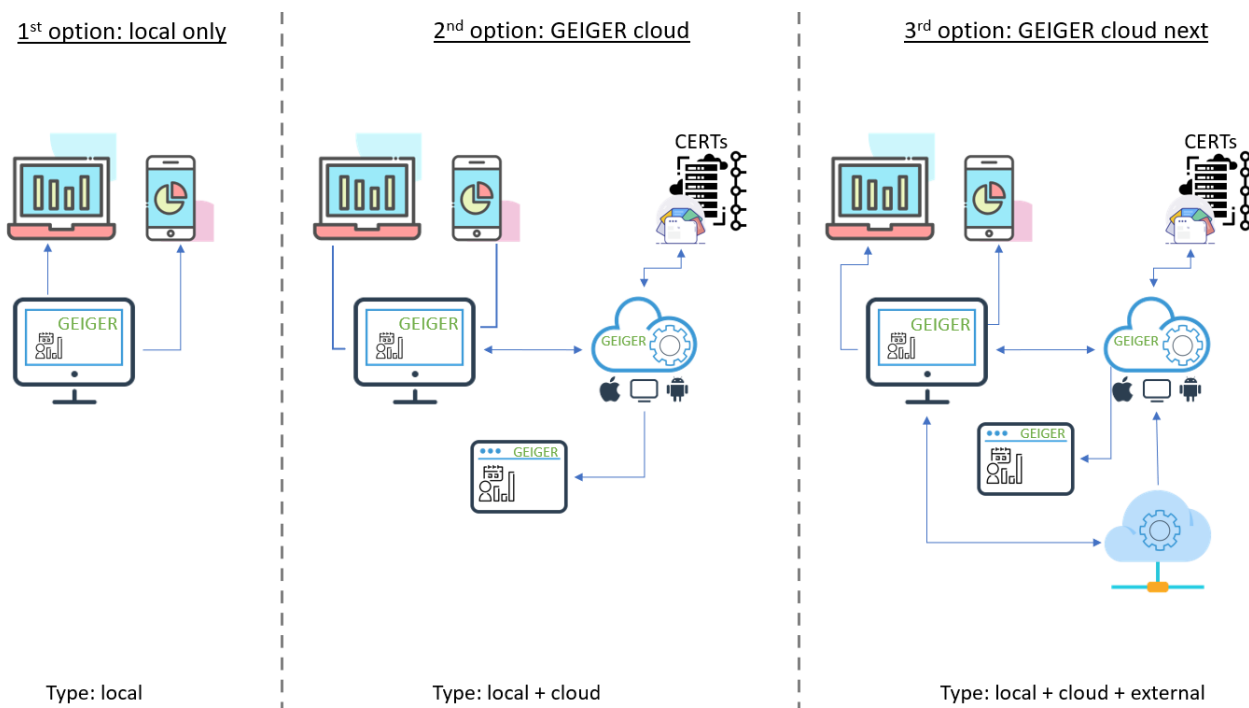 1st option: local only
2nd option: GEIGER cloud
3rd option: GEIGER cloud next
CERTs
CERTs
GEIGER
GEIGER
GEIGER
GEIGER
GEIGER
GEIGER
GEIGER
Type: local
Type: local + cloud
Type: local + cloud + external